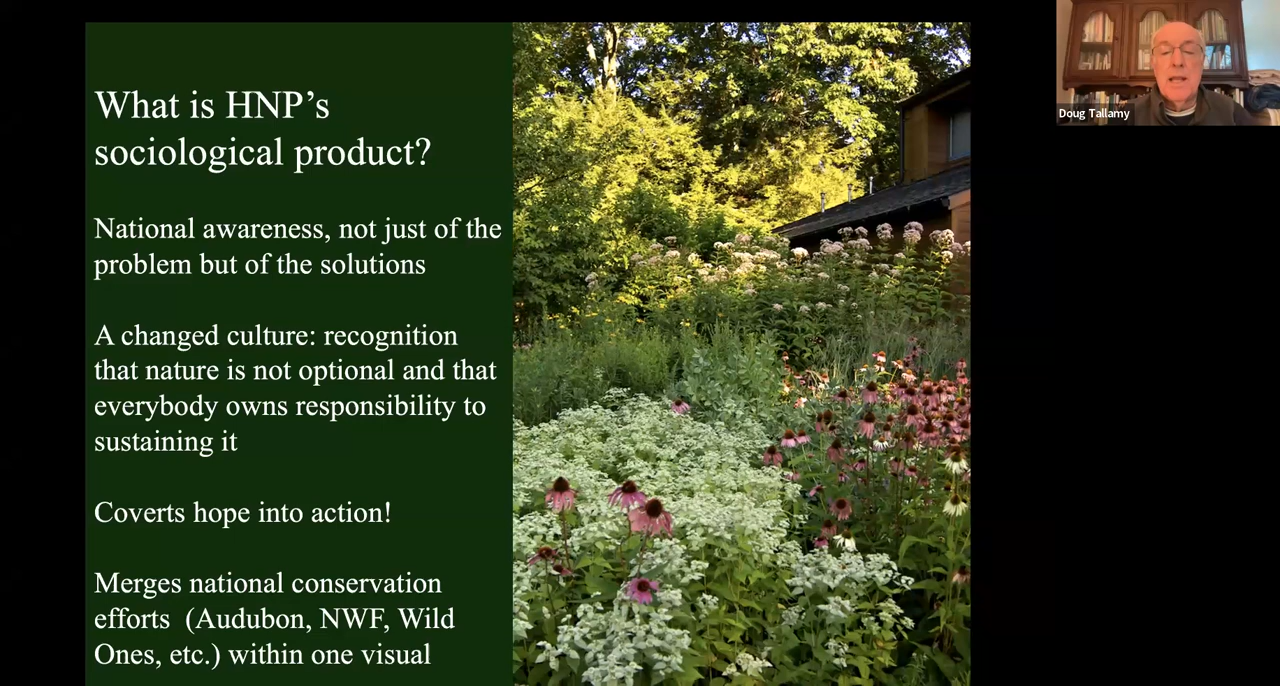 What is HNP’s
sociological product?
National awareness, not just of the
problem but of the solutions
A changed culture: recognition
that nature is not optional and that
everybody owns responsibility to
sustaining it
Coverts hope into action!
Merges national conservation
efforts  (Audubon, NWF, Wild
Ones, etc.) within one visual
Doug Tallamy